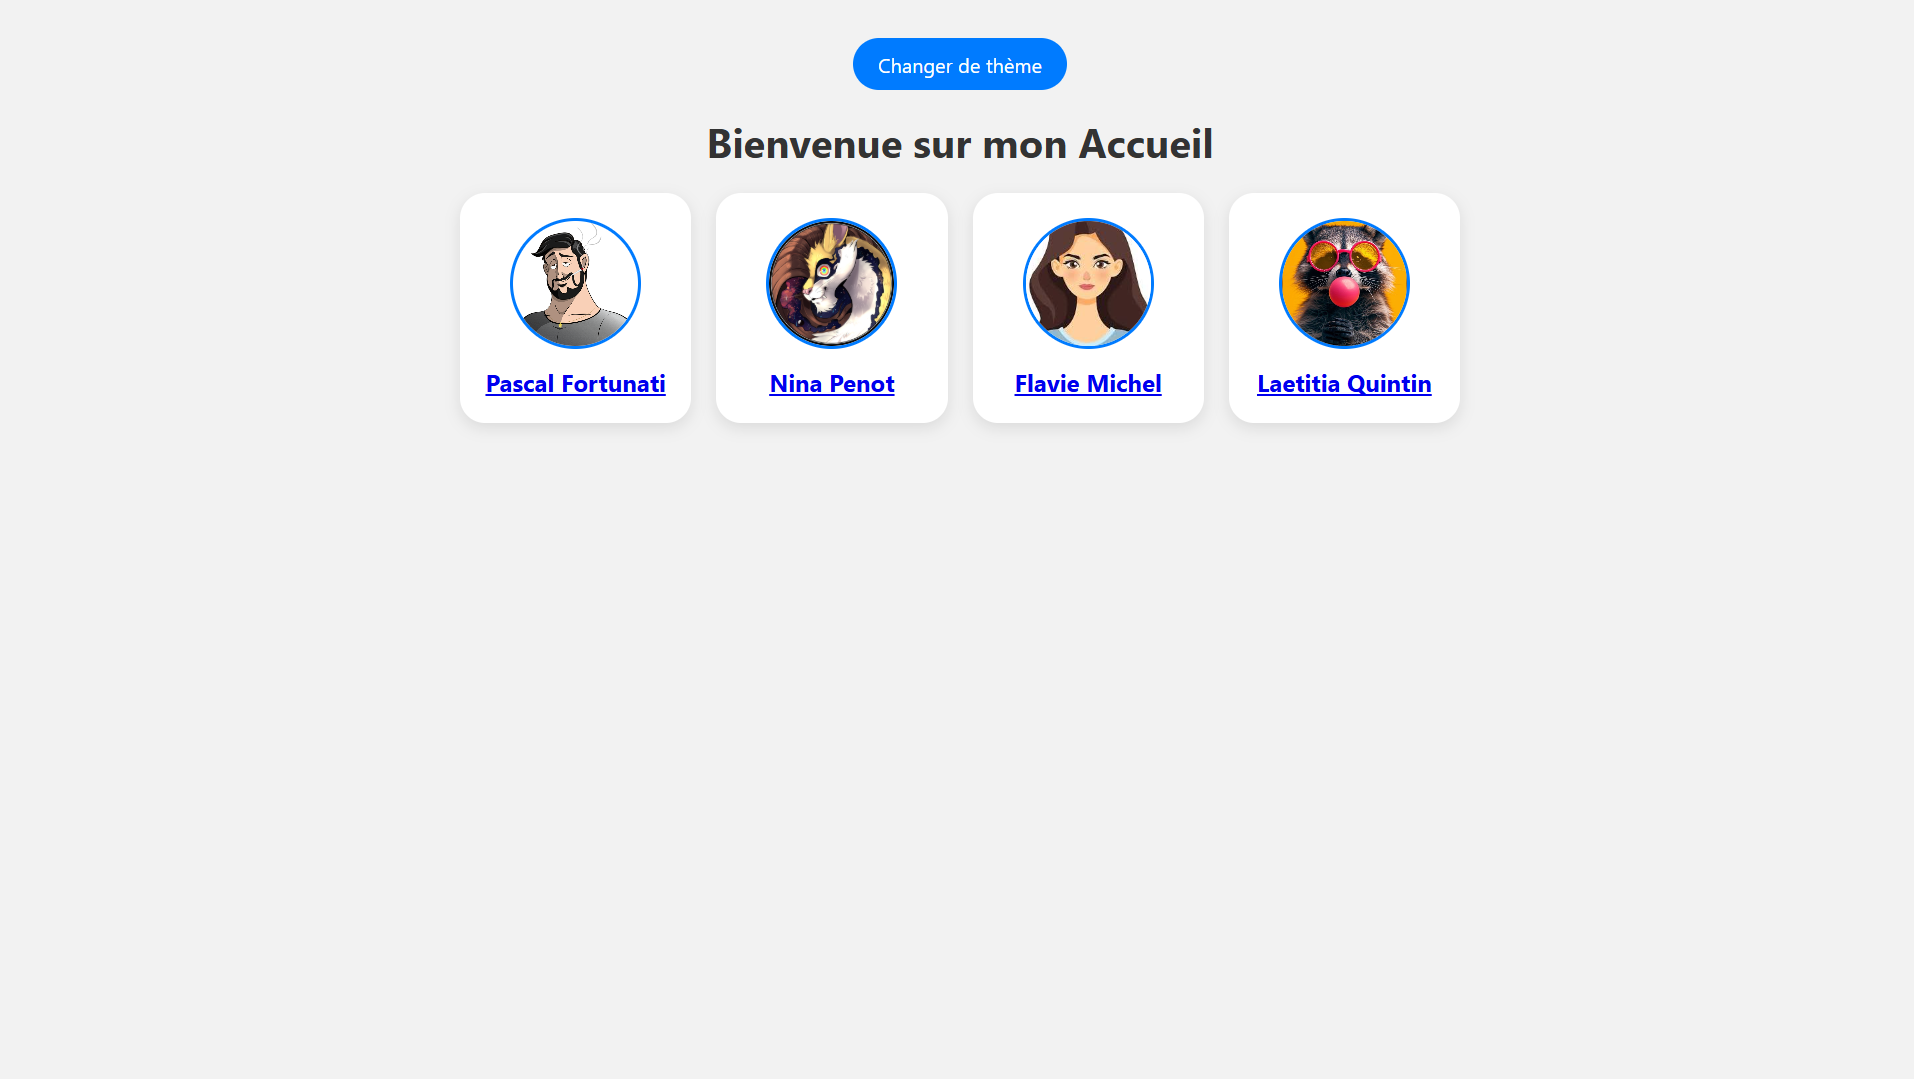 Changer de thème
Bienvenue sur mon Accueil
Pascal Fortunati
Nina Penot
Flavie Michel
Laetitia Quintin